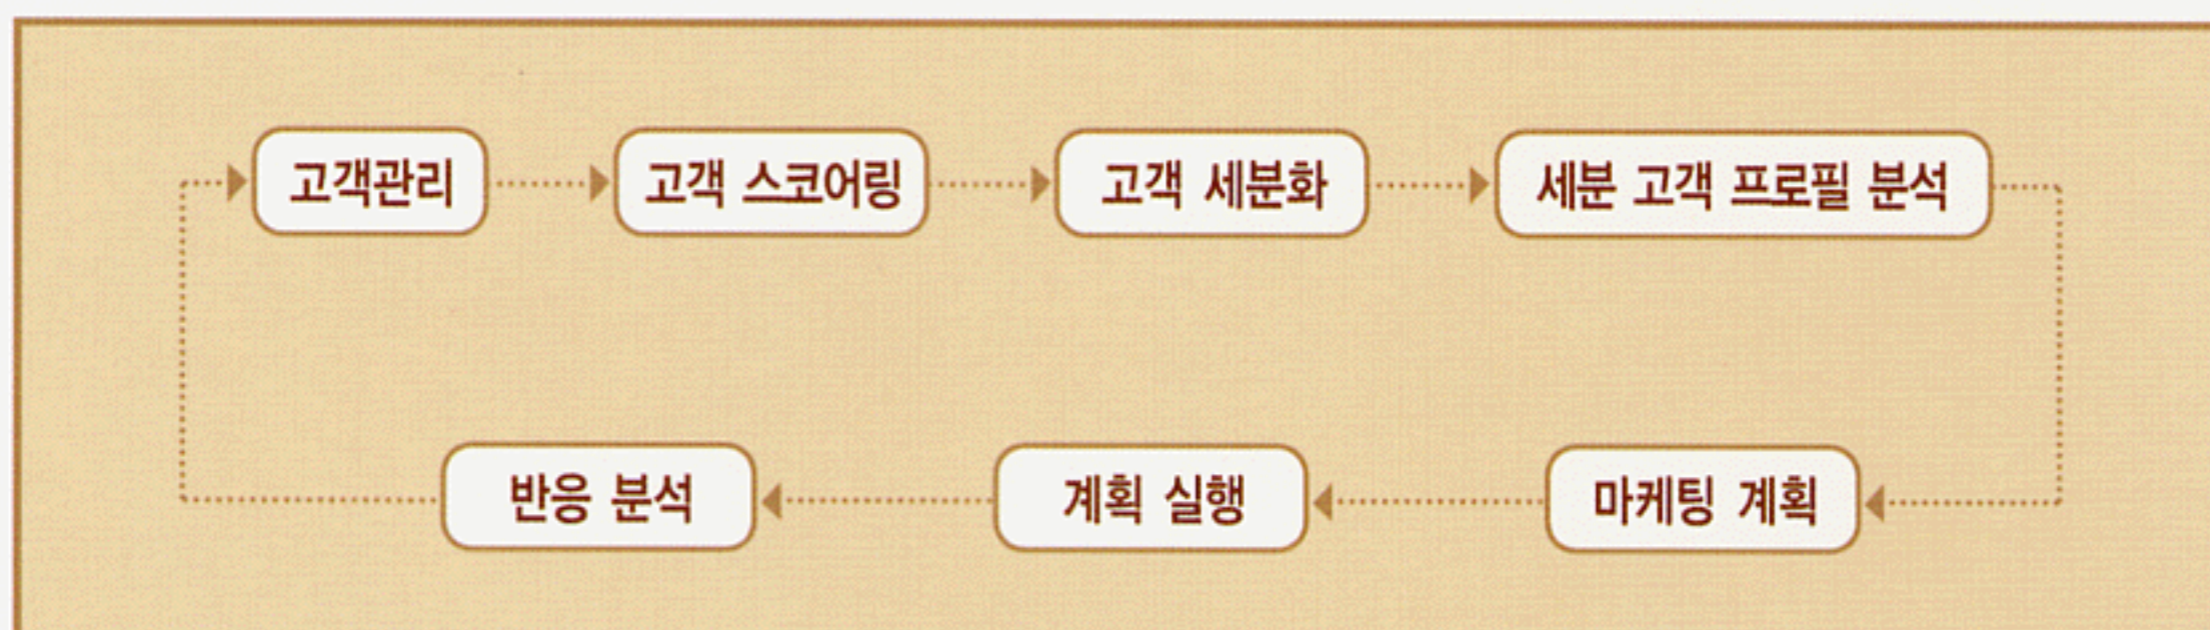 고객관리
고객 스코어링
고객 세분화
세분 고객 프로필 분석
마케팅 계획
계획 실행
반응 분석